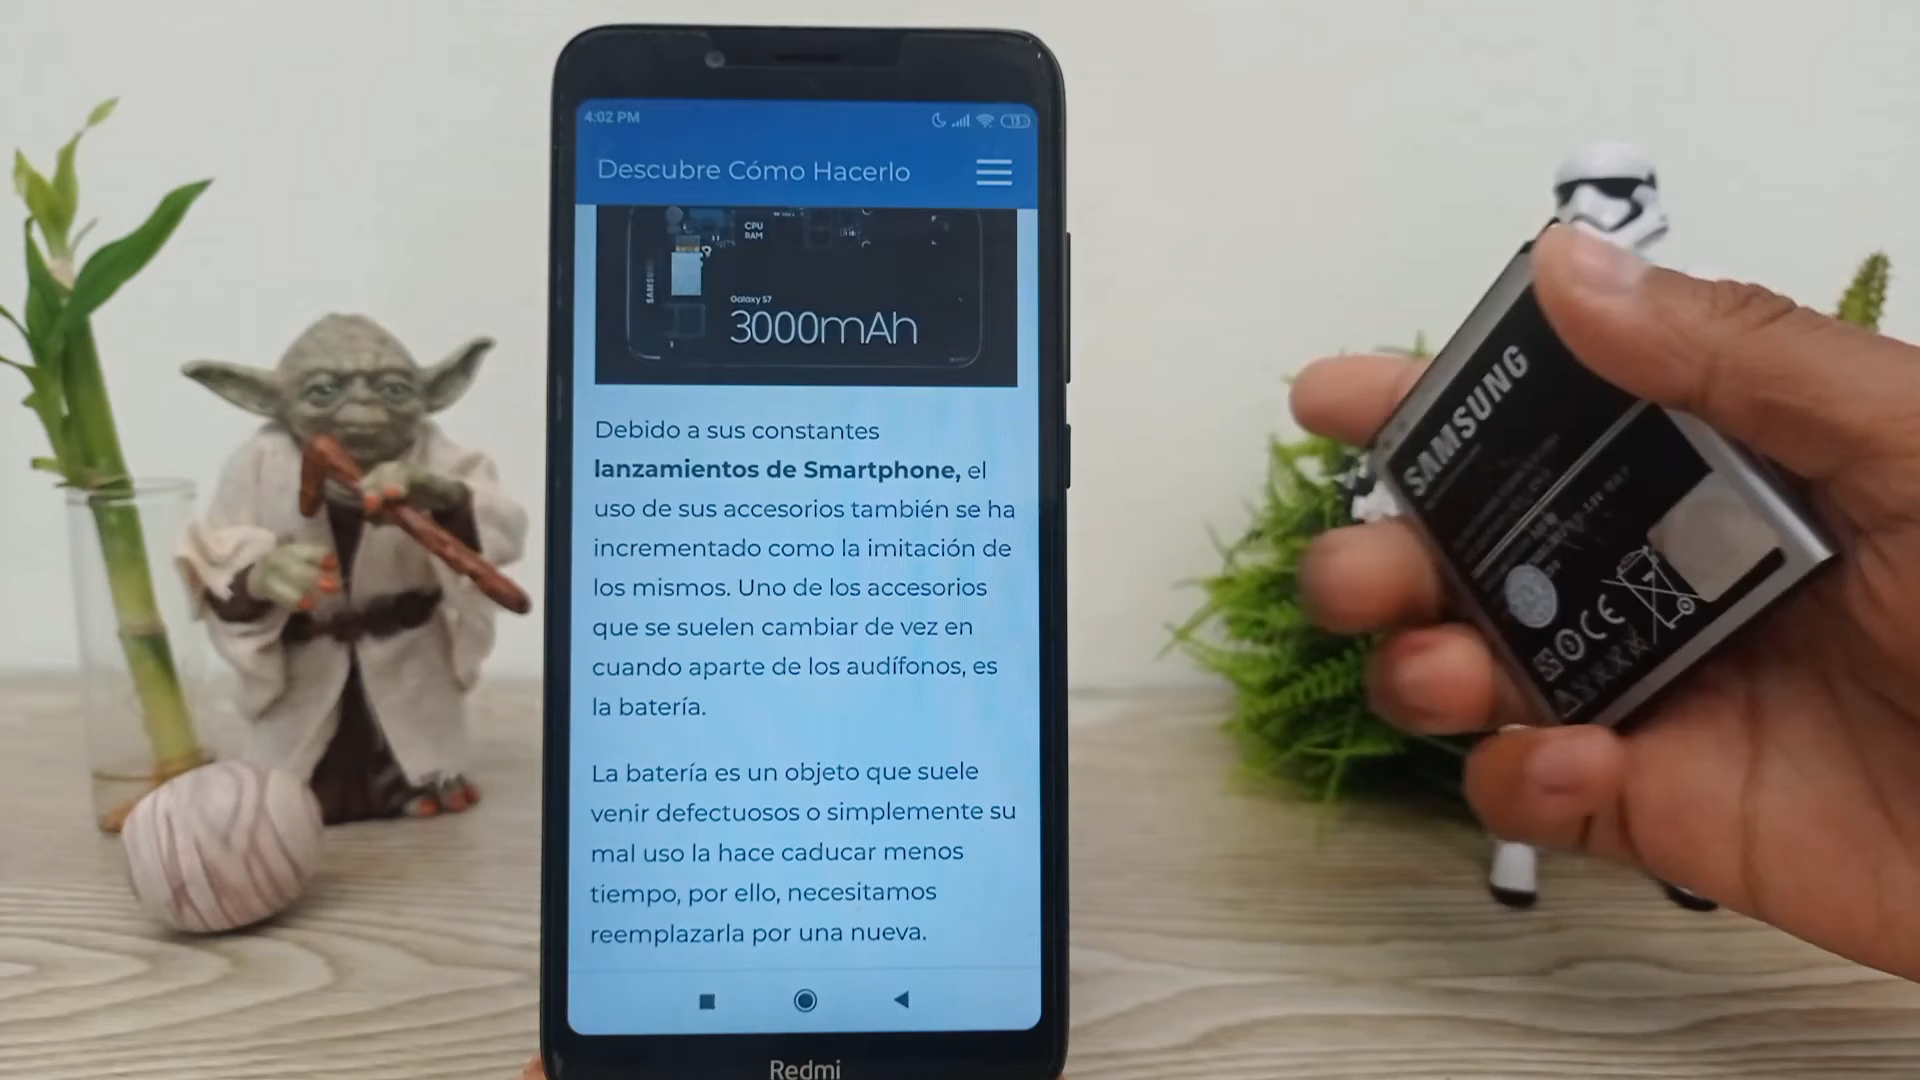 4:02 PM
13
Descubre Cómo Hacerlo
CPU
RAM
SAMSUNG
Galaxy S7
3000mAh
Debido a sus constantes
lanzamientos de Smartphone, el
uso de sus accesorios también se ha
incrementado como la imitación de
los mismos. Uno de los accesorios
que se suelen cambiar de vez en
cuando aparte de los audífonos, es
la batería.
La batería es un objeto que suele
venir defectuosos o simplemente su
mal uso la hace caducar menos
tiempo, por ello, necesitamos
reemplazarla por una nueva.
Redmi
SAMSUNG
CE